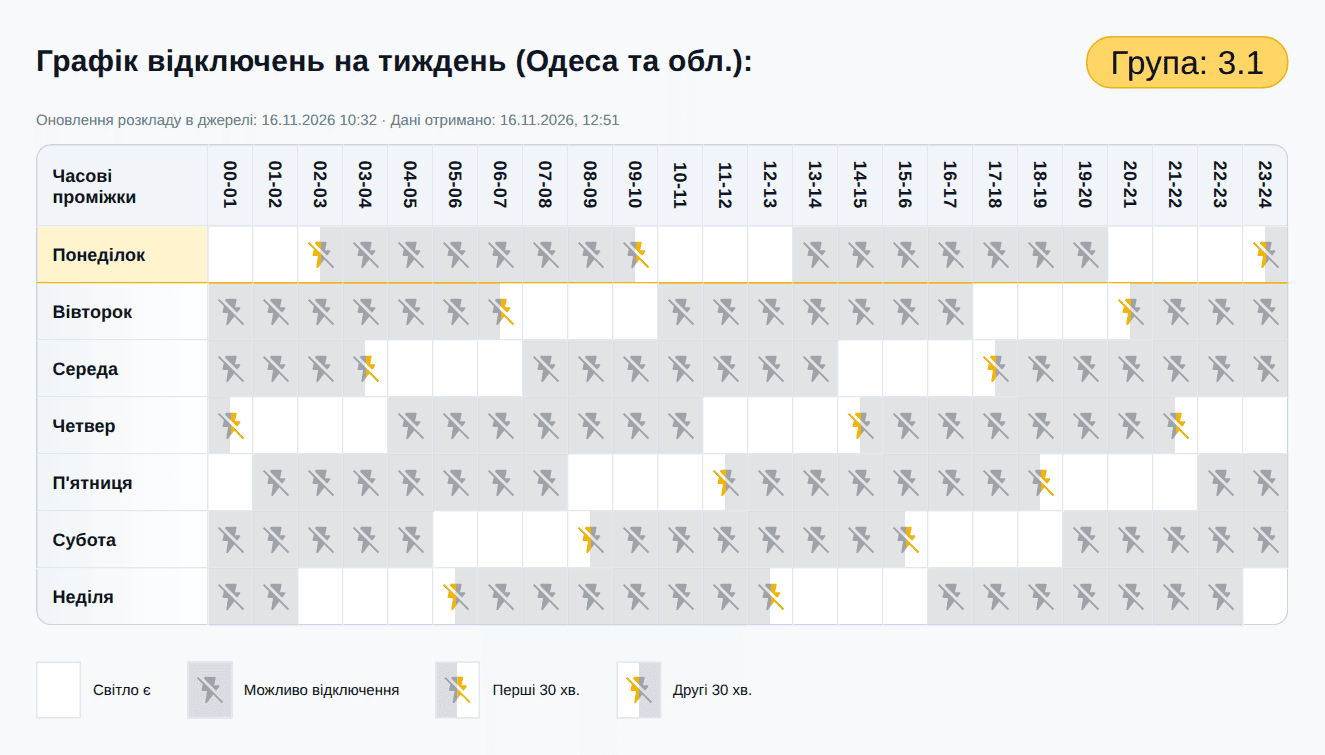 Графік відключень на тиждень (Одеса та обл.):
Група: 3.1
Оновлення розкладу в джерелі: 16.11.2026 10:32 · Дані отримано: 16.11.2026, 12:51
Часові
проміжки
00-01
01-02
02-03
03-04
04-05
05-06
06-07
07-08
08-09
09-10
10-11
11-12
12-13
13-14
14-15
15-16
16-17
17-18
18-19
19-20
20-21
21-22
22-23
23-24
Понеділок
Вівторок
Середа
Четвер
П'ятниця
Субота
Неділя
Світло є
Можливо відключення
Перші 30 хв.
Другі 30 хв.